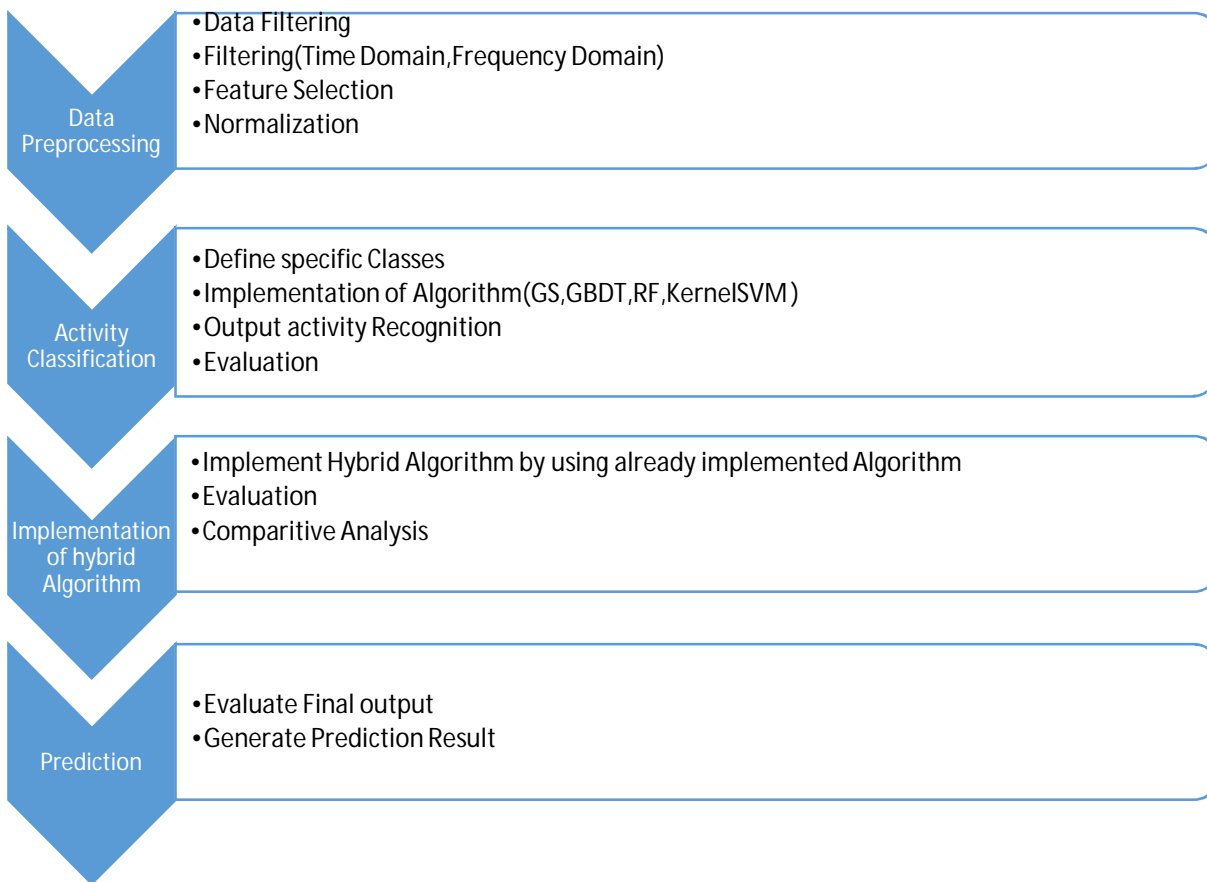 Data
Preprocessing
•Data Filtering
•Filtering(Time Domain,Frequency Domain)
•Feature Selection
•Normalization
Activity
Classification
•Define specific Classes
•Implementation of Algorithm(GS,GBDT,RF,KernelSVM)
•Output activity Recognition
•Evaluation
Implementation
of hybrid
Algorithm
•Implement Hybrid Algorithm by using already implemented Algorithm
•Evaluation
•Comparitive Analysis
Prediction
•Evaluate Final output
•Generate Prediction Result